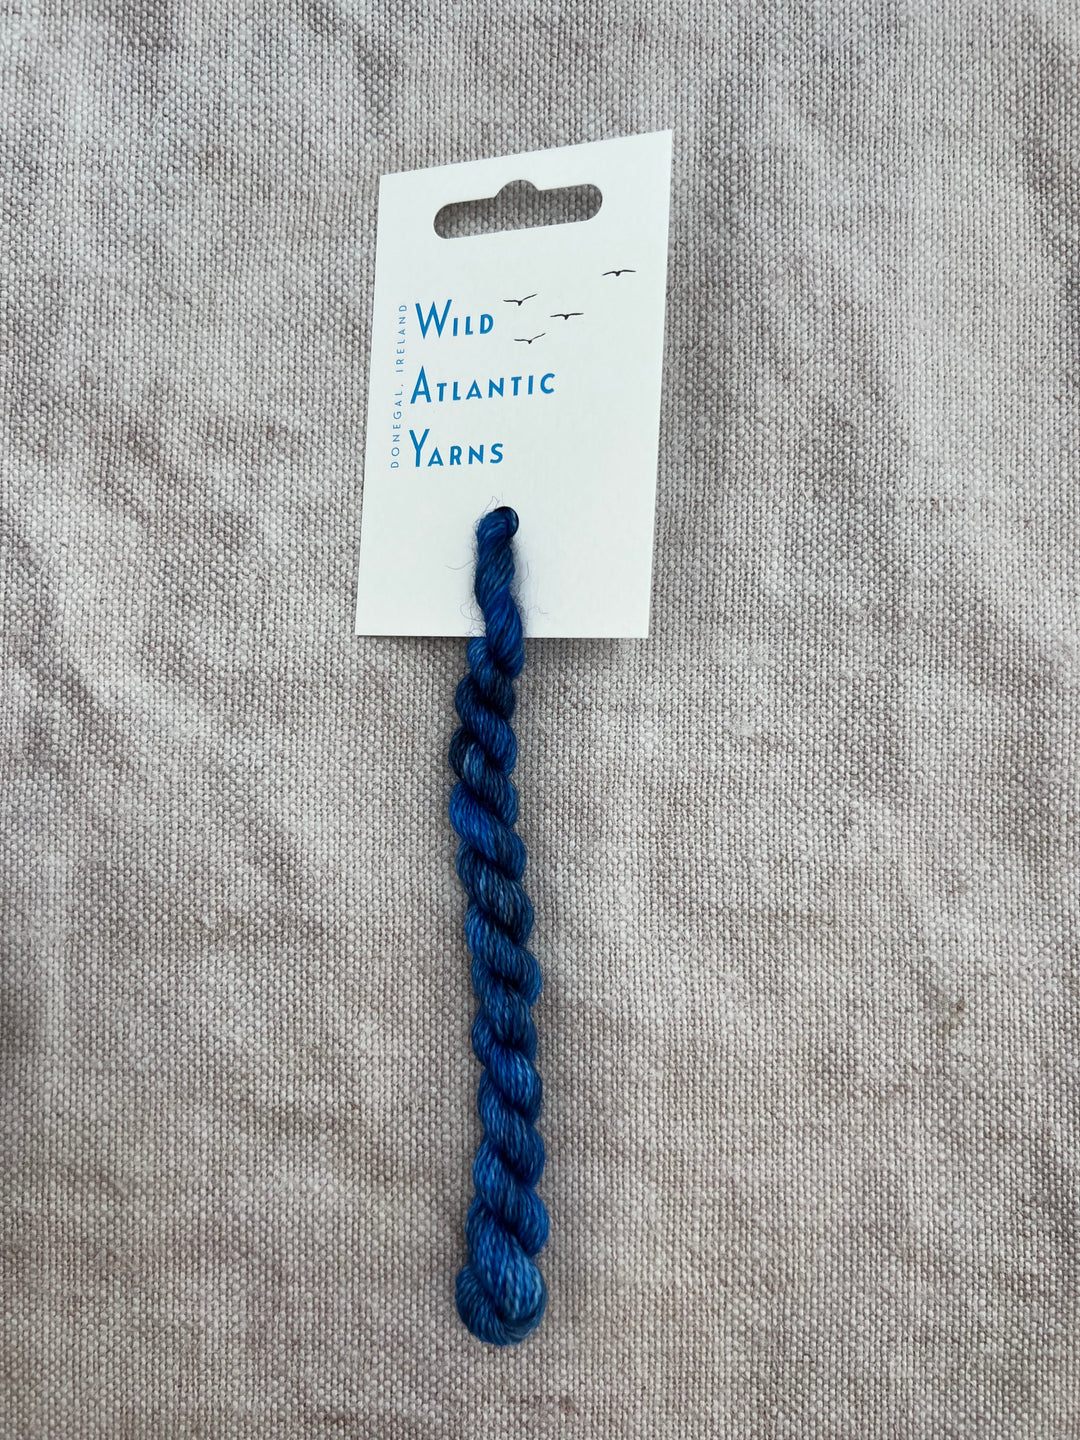 Wild
Atlantic
Yarns
DONEGAL, IRELAND